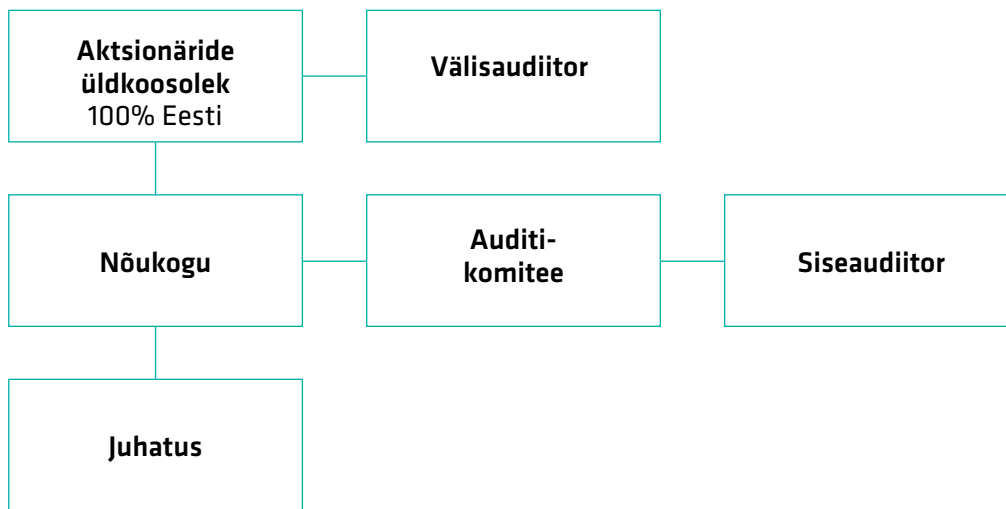 Aktsionäride
üldkoosolek
100% Eesti
Välisaudiitor
Nõukogu
Auditi-
komitee
Siseaudiitor
Juhatus